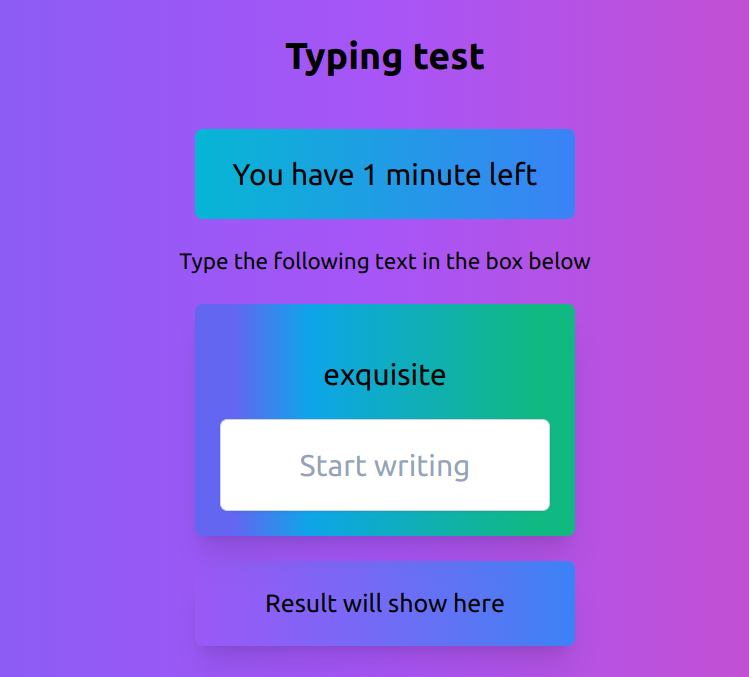 Typing test
You have 1 minute left
Type the following text in the box below
exquisite
Start writing
Result will show here